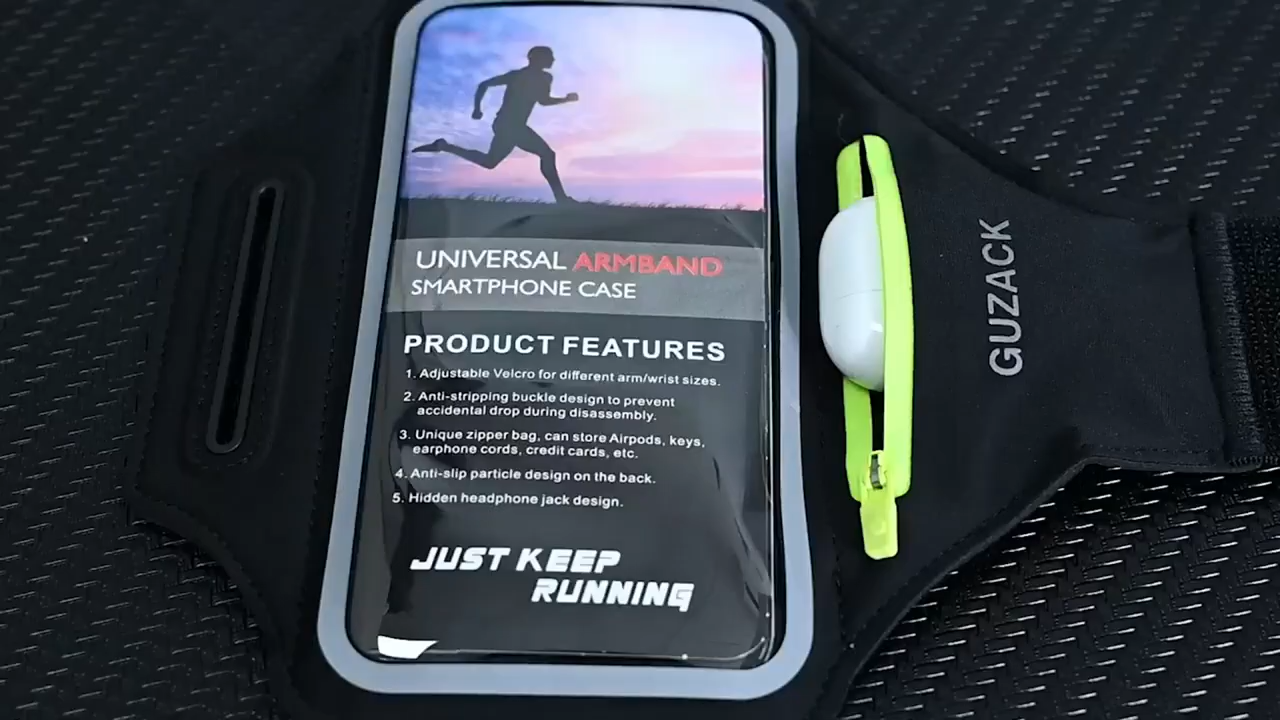 UNIVERSAL ARMBAND
SMARTPHONE CASE
PRODUCT FEATURES
1. Adjustable Velcro for different arm/wrist sizes.
2. Anti-stripping buckle design to prevent
accidental drop during disassembly.
3. Unique zipper bag, can store Airpods, keys,
earphone cords, credit cards, etc.
4. Anti-slip particle design on the back.
5. Hidden headphone jack design.
JUST KEEP
RUNNING
GUZACK